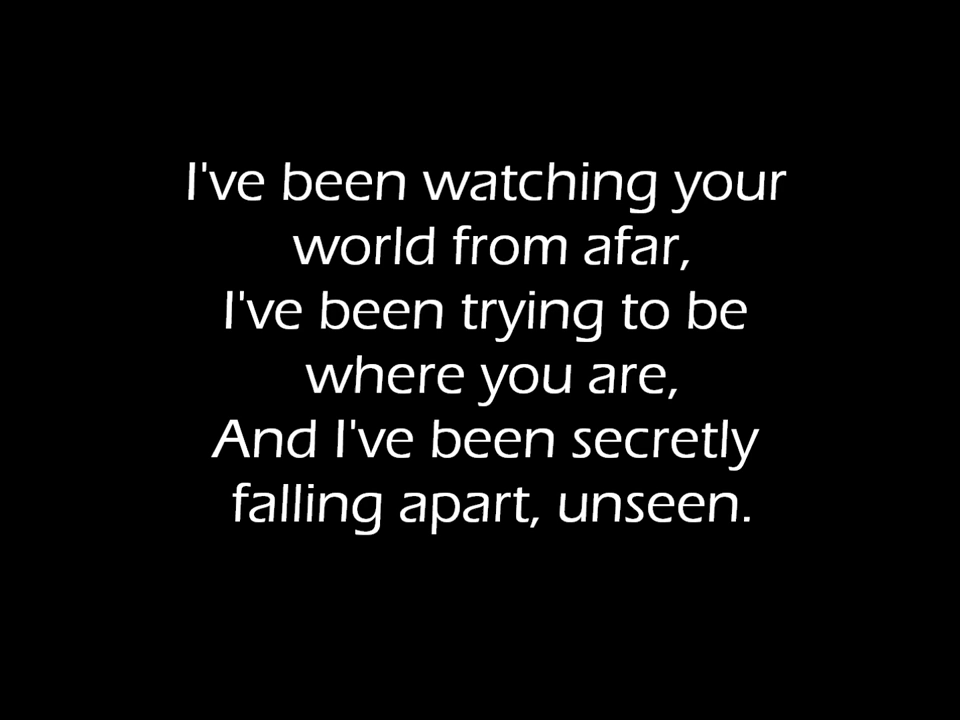 I've been watching your
world from afar,
I've been trying to be
where you are,
And I've been secretly
falling apart, unseen.